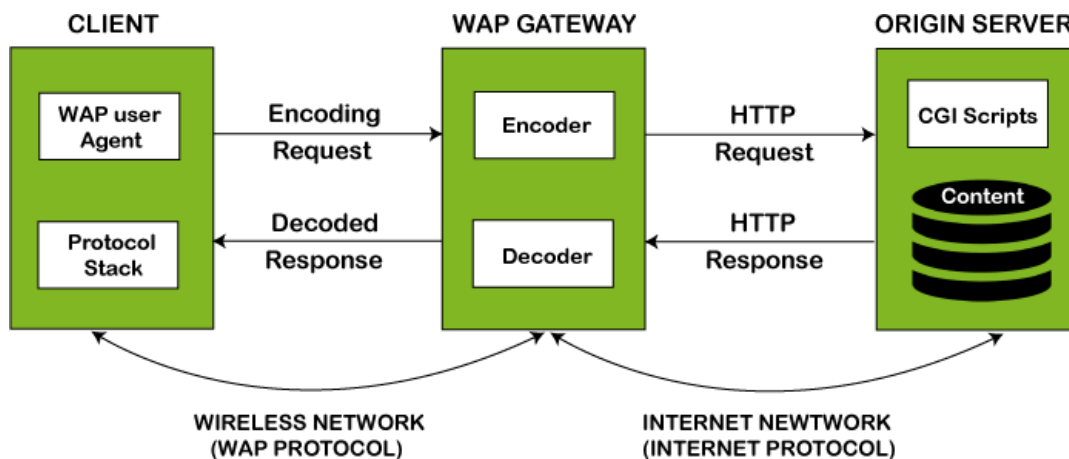 CLIENT
WAP GATEWAY
ORIGIN SERVER
WAP user
Agent
Encoding
Request
Encoder
HTTP
Request
CGI Scripts
Protocol
Stack
Decoded
Response
Decoder
HTTP
Response
Content
WIRELESS NETWORK
(WAP PROTOCOL)
INTERNET NEWTWORK
(INTERNET PROTOCOL)